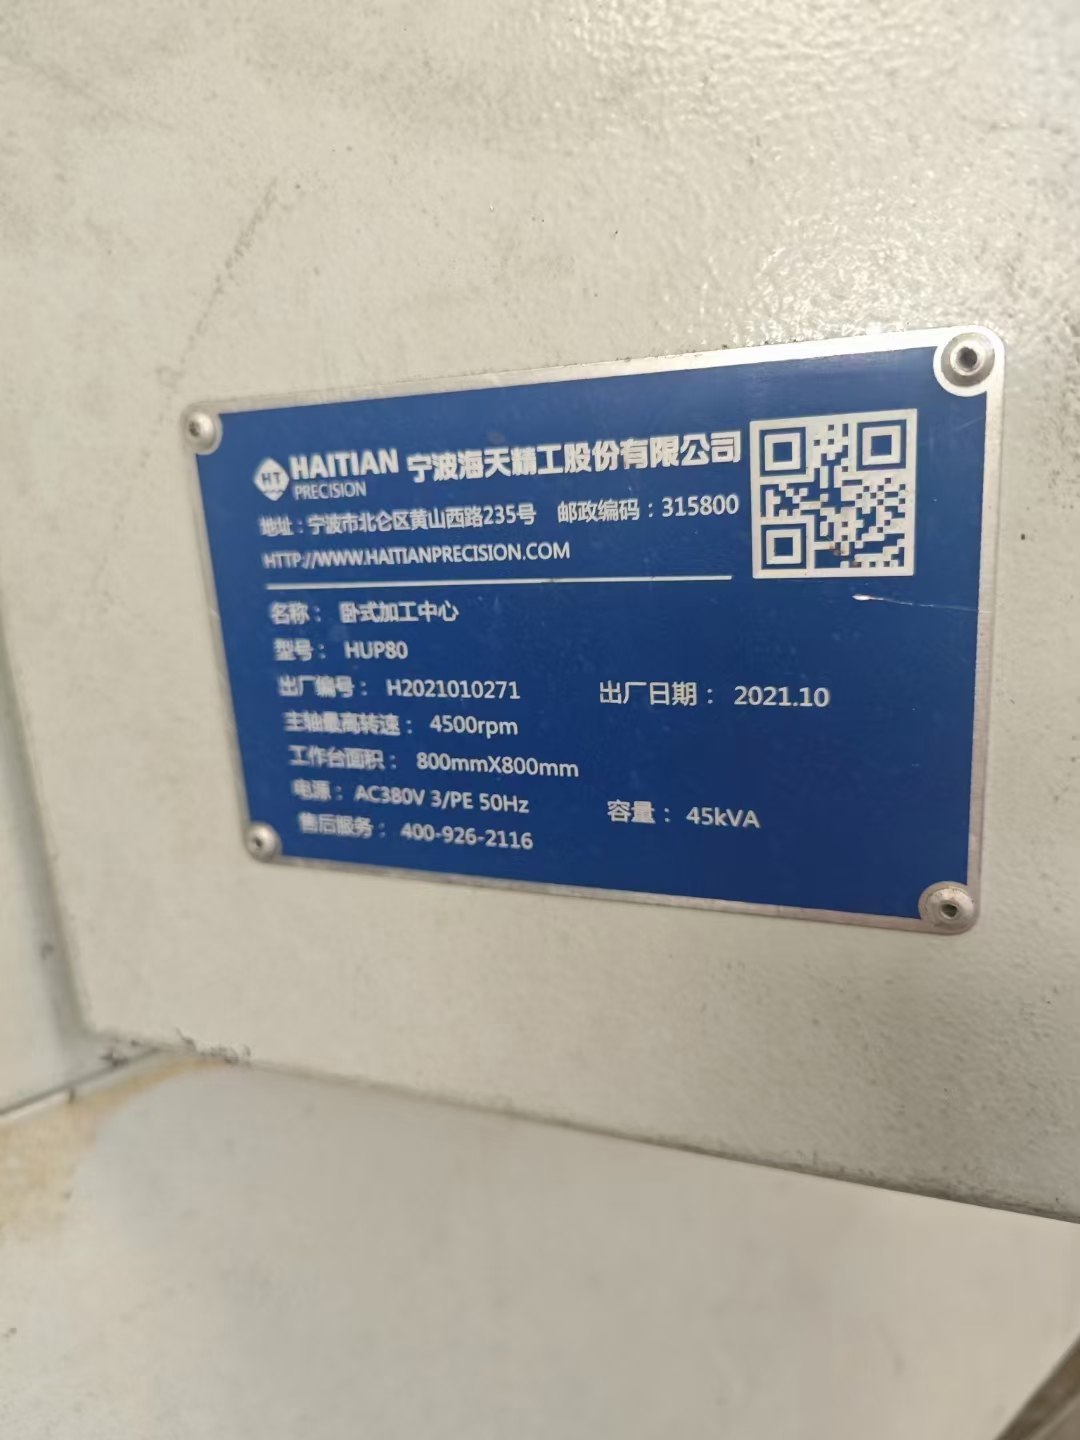 HT HAITIAN PRECISION 宁波海天精工股份有限公司
地址：宁波市北仑区黄山西路235号 邮政编码：315800
HTTP://WWW.HAITIANPRECISION.COM
名称： 卧式加工中心
型号： HUP80
出厂编号： H2021010271 出厂日期： 2021.10
主轴最高转速： 4500rpm
工作台面积： 800mmX800mm
电源： AC380V 3/PE 50Hz 容量： 45kVA
售后服务： 400-926-2116